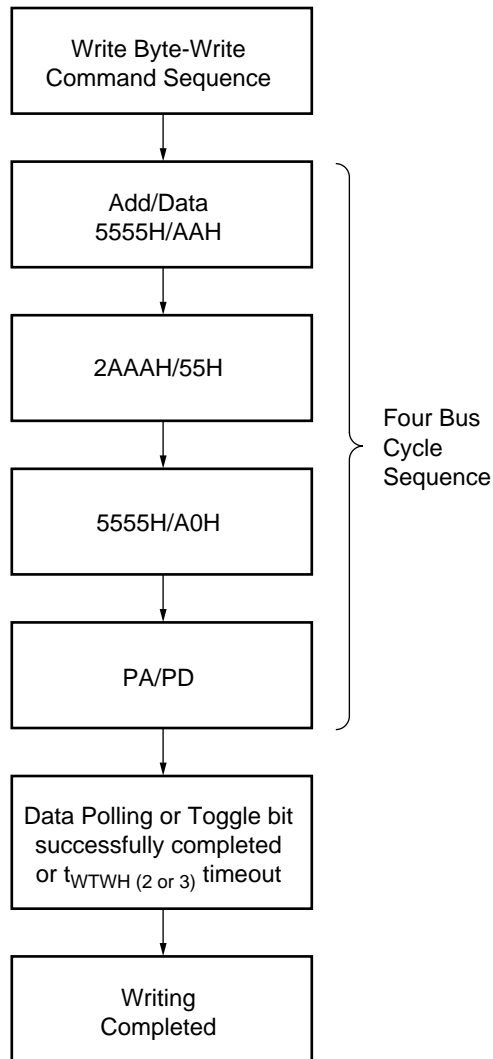 Write Byte-Write
Command Sequence
Add/Data
5555H/AAH
2AAAH/55H
5555H/A0H
PA/PD
Four Bus
Cycle
Sequence
Data Polling or Toggle bit
successfully completed
or tWTWH (2 or 3) timeout
Writing
Completed